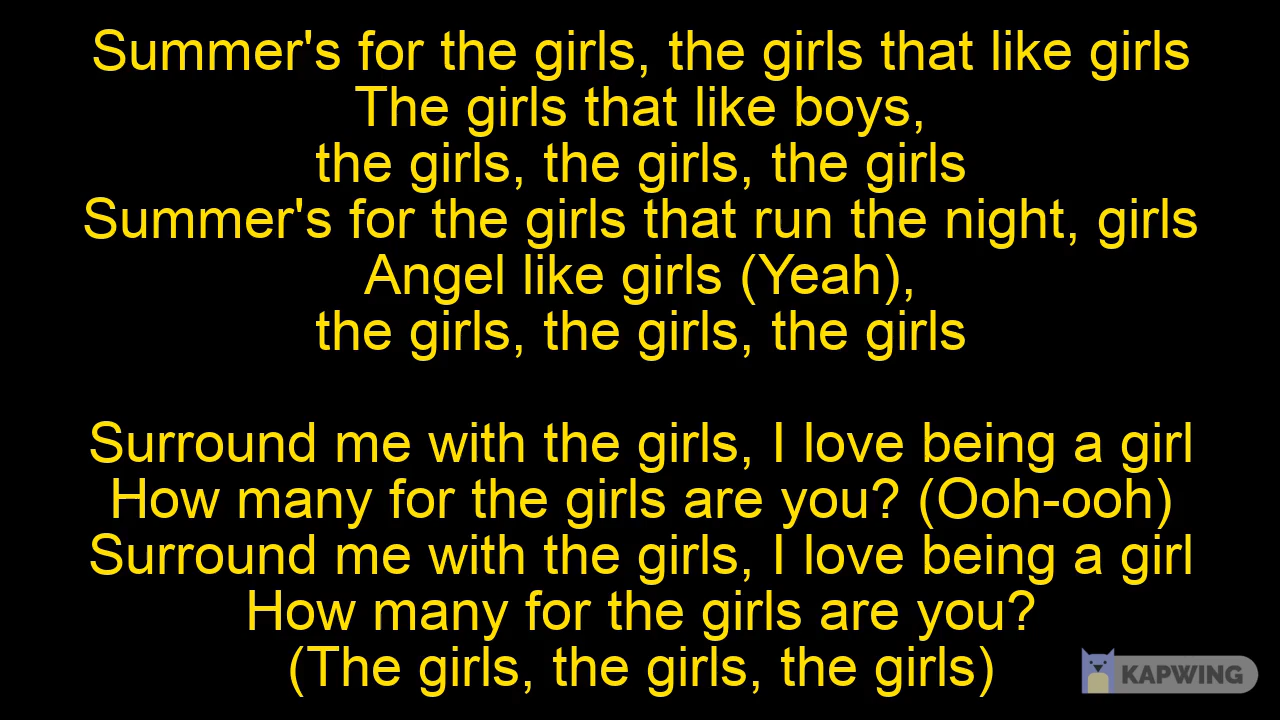 Summer's for the girls, the girls that like girls
The girls that like boys,
the girls, the girls, the girls
Summer's for the girls that run the night, girls
Angel like girls (Yeah),
the girls, the girls, the girls
Surround me with the girls, I love being a girl
How many for the girls are you? (Ooh-ooh)
Surround me with the girls, I love being a girl
How many for the girls are you?
(The girls, the girls, the girls)
KAPWING